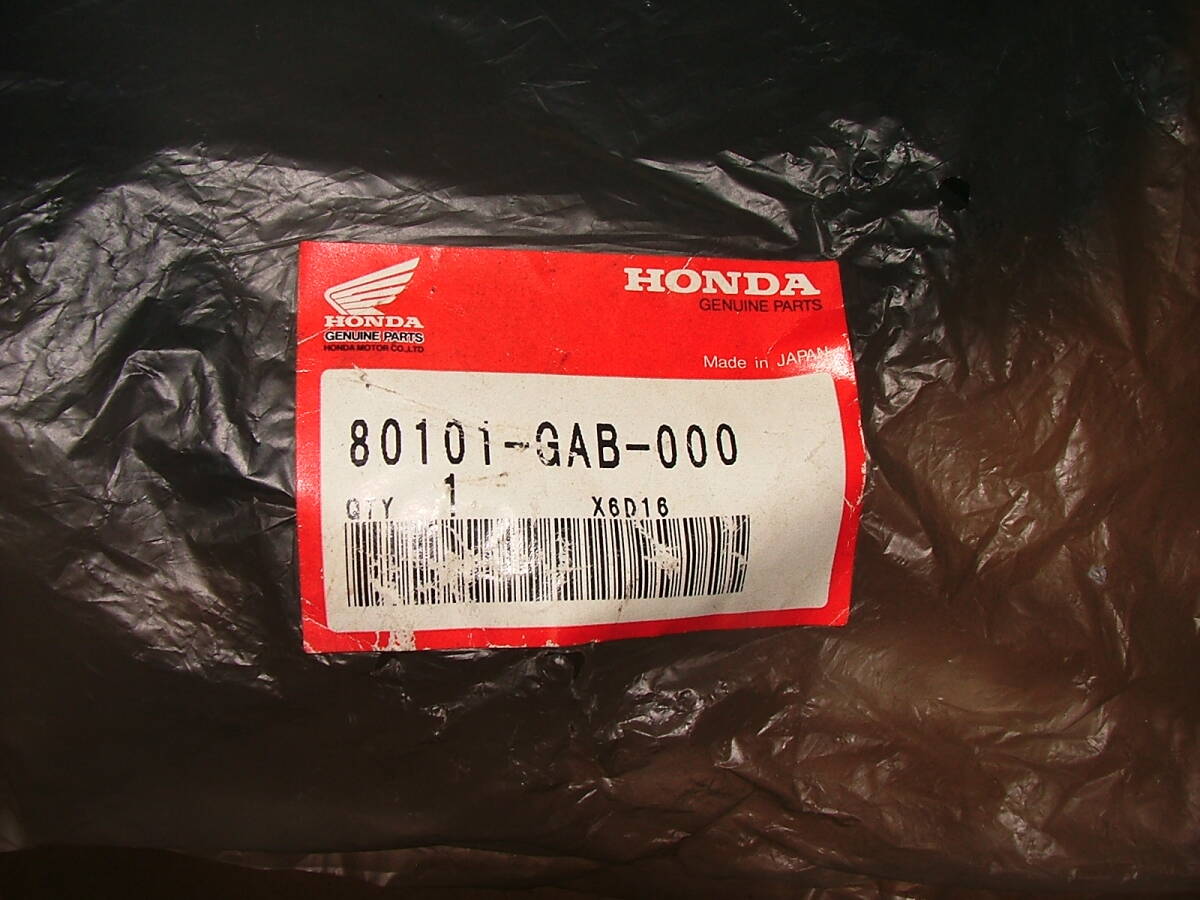 HONDA
GENUINE PARTS
HONDA MOTOR CO.,LTD
HONDA
GENUINE PARTS
Made in JAPAN
80101-GAB-000
QTY 1 X6D16